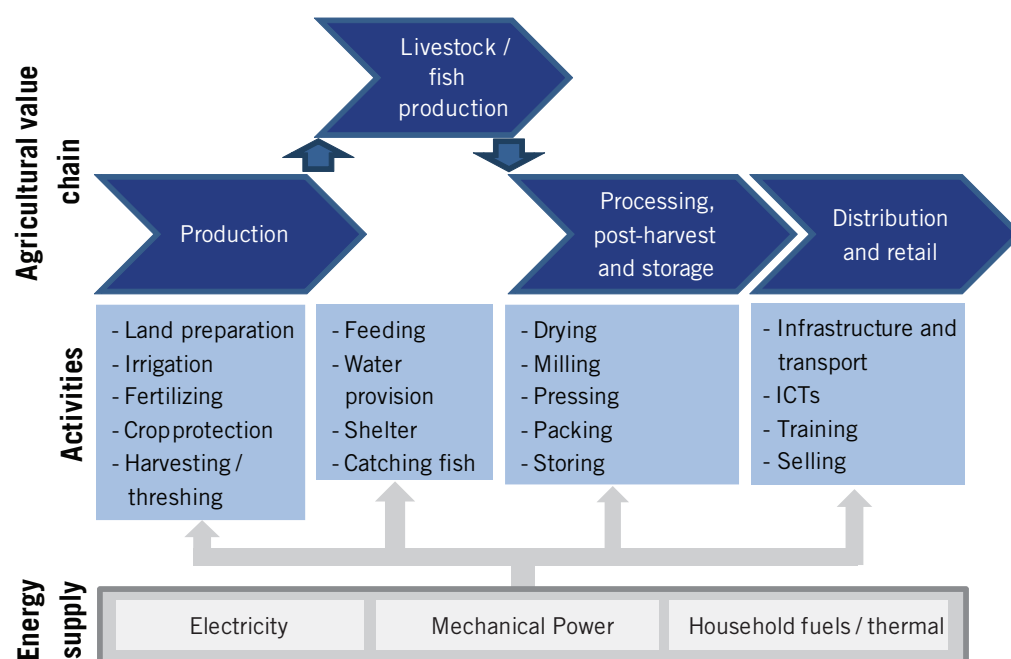 Agricultural value
chain
Livestock /
fish
production
Production
Processing,
post-harvest
and storage
Distribution
and retail
Activities
- Land preparation
- Irrigation
- Fertilizing
- Crop protection
- Harvesting /
threshing
- Feeding
- Water
provision
- Shelter
- Catching fish
- Drying
- Milling
- Pressing
- Packing
- Storing
- Infrastructure and
transport
- ICTs
- Training
- Selling
Energy
supply
Electricity
Mechanical Power
Household fuels / thermal